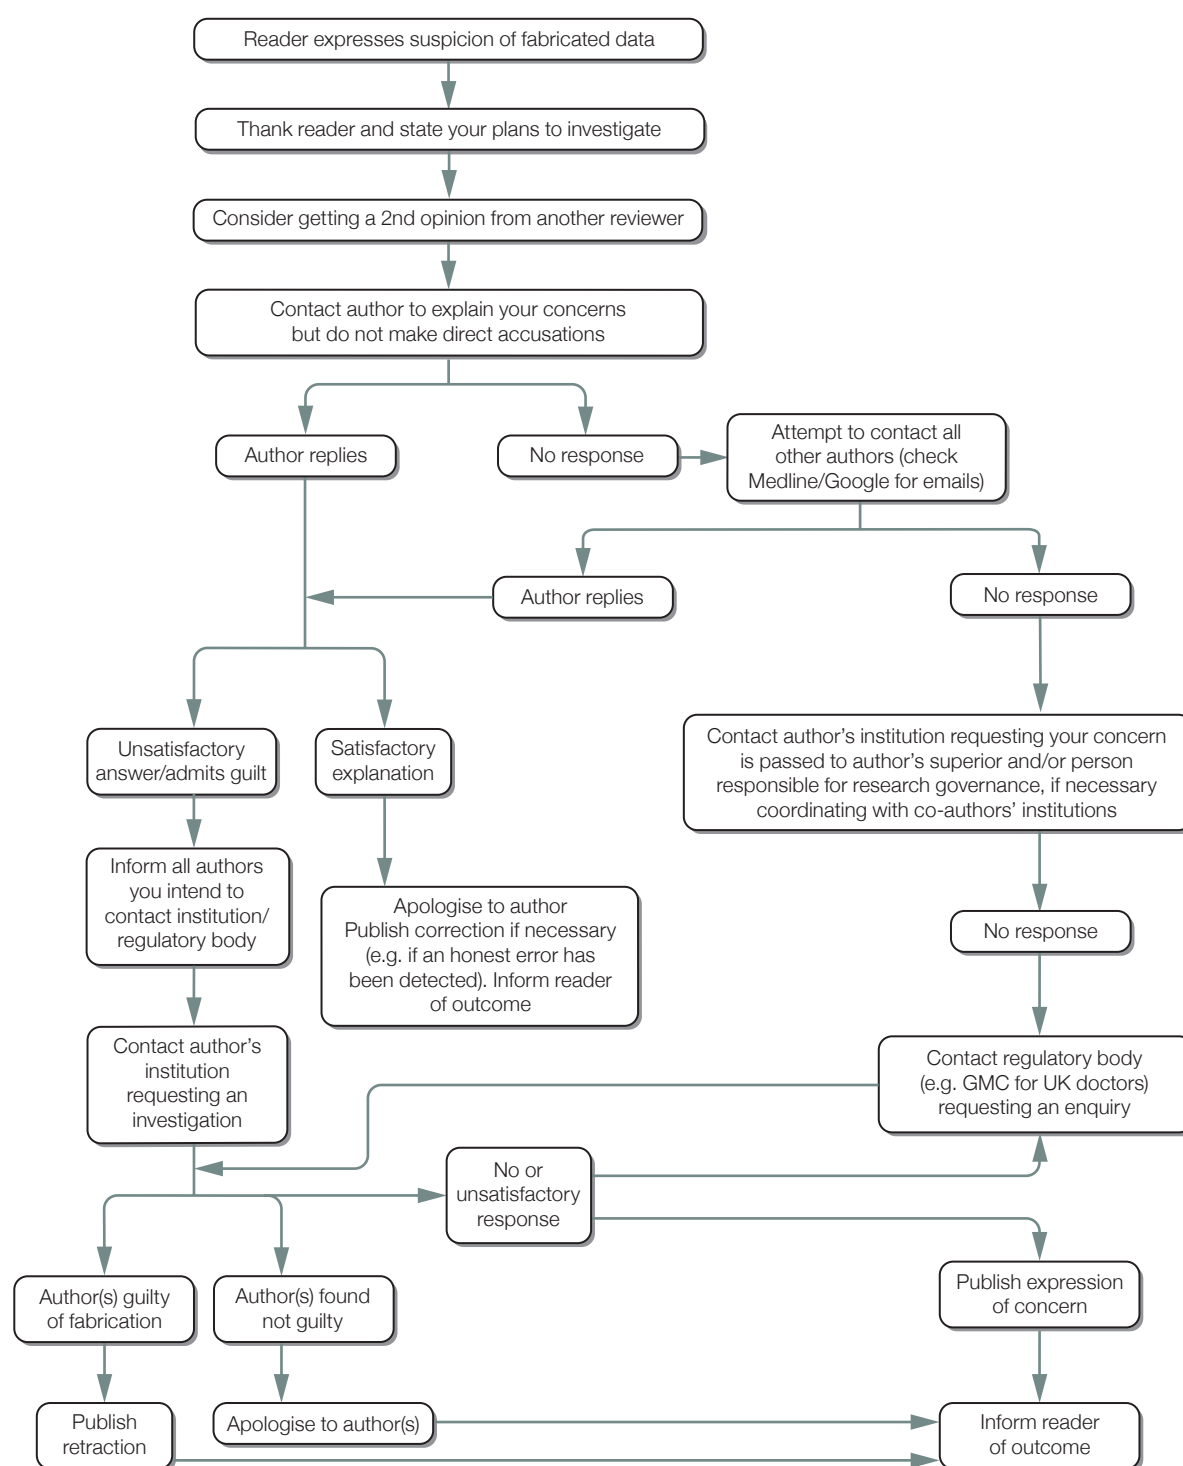 Reader expresses suspicion of fabricated data
Thank reader and state your plans to investigate
Consider getting a 2nd opinion from another reviewer
Contact author to explain your concerns
but do not make direct accusations
Author replies
No response
Attempt to contact all
other authors (check
Medline/Google for emails)
Author replies
No response
Unsatisfactory
answer/admits guilt
Satisfactory
explanation
Contact author's institution requesting your concern
is passed to author's superior and/or person
responsible for research governance, if necessary
coordinating with co-authors' institutions
Inform all authors
you intend to
contact institution/
regulatory body
Apologise to author
Publish correction if necessary
(e.g. if an honest error has
been detected). Inform reader
of outcome
No response
Contact author's
institution
requesting an
investigation
Contact regulatory body
(e.g. GMC for UK doctors)
requesting an enquiry
No or
unsatisfactory
response
Author(s) guilty
of fabrication
Author(s) found
not guilty
Publish expression
of concern
Publish
retraction
Apologise to author(s)
Inform reader
of outcome